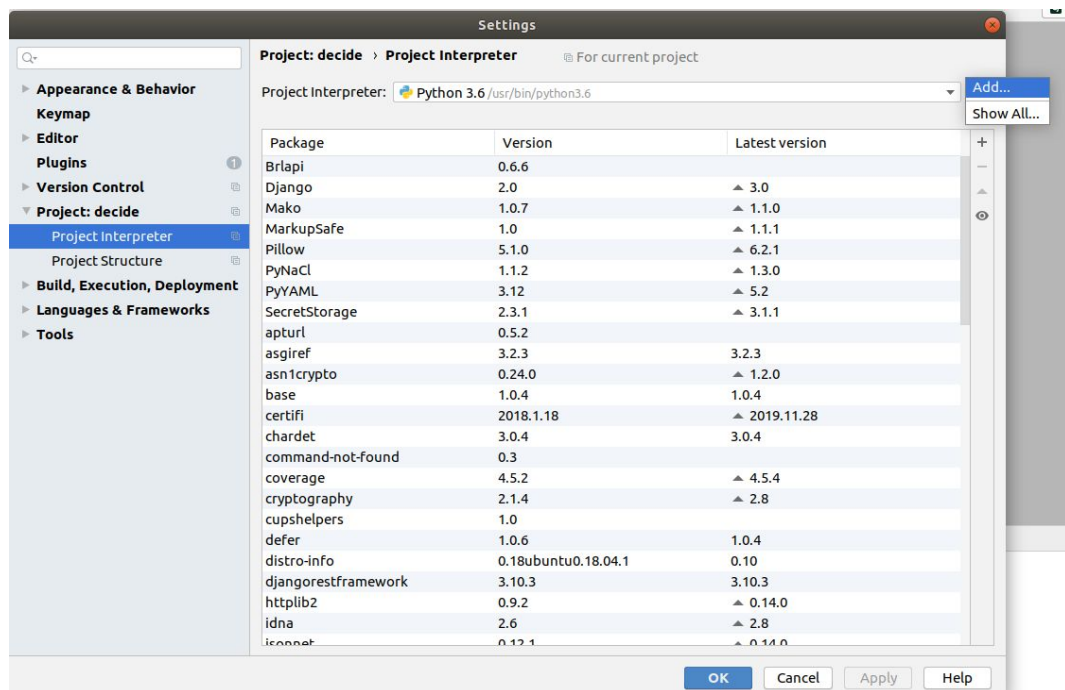 Settings
Project: decide › Project Interpreter For current project
Appearance & Behavior
Keymap
Editor
Plugins 1
Version Control
Project: decide
Project Interpreter
Project Structure
Build, Execution, Deployment
Languages & Frameworks
Tools
Project Interpreter: Python 3.6 /usr/bin/python3.6
Add...
Show All...
Package Version Latest version
Brlapi 0.6.6
Django 2.0 3.0
Mako 1.0.7 1.1.0
MarkupSafe 1.0 1.1.1
Pillow 5.1.0 6.2.1
PyNaCl 1.1.2 1.3.0
PyYAML 3.12 5.2
SecretStorage 2.3.1 3.1.1
apturl 0.5.2
asgiref 3.2.3 3.2.3
asn1crypto 0.24.0 1.2.0
base 1.0.4 1.0.4
certifi 2018.1.18 2019.11.28
chardet 3.0.4 3.0.4
command-not-found 0.3
coverage 4.5.2 4.5.4
cryptography 2.1.4 2.8
cupshelpers 1.0
defer 1.0.6 1.0.4
distro-info 0.18ubuntu0.18.04.1 0.10
djangorestframework 3.10.3 3.10.3
httplib2 0.9.2 0.14.0
idna 2.6 2.8
jsonnet 0.12.1 0.14.0
OK Cancel Apply Help